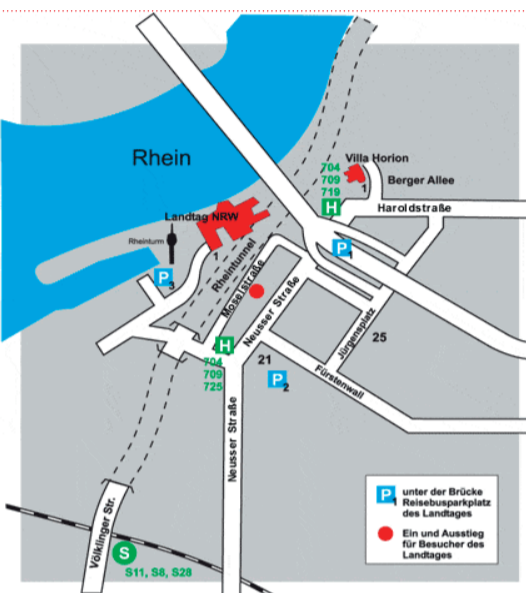 Rhein
Villa Horion
704
709
719
1
Berger Allee
H
Haroldstraße
Landtag NRW
Rheinturm
1
P
1
P
3
Rheintunnel
Moselstraße
Neusser Straße
H
704
709
725
21
P
2
Jürgensplatz
25
Fürstenwall
Neusser Straße
Völklinger Str.
S
S11, S8, S28
P
1
unter der Brücke
Reisebusparkplatz
des Landtages
Ein und Ausstieg
für Besucher des
Landtages